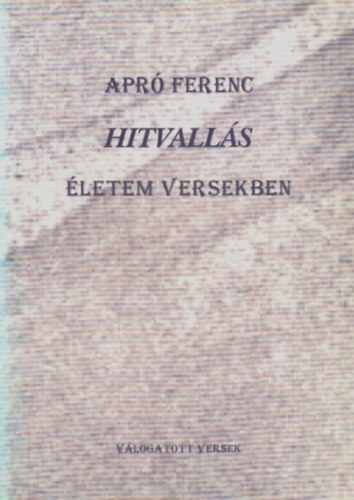 APRÓ FERENC
HITVALLÁS
ÉLETEM VERSEKBEN
VÁLOGATOTT VERSEK